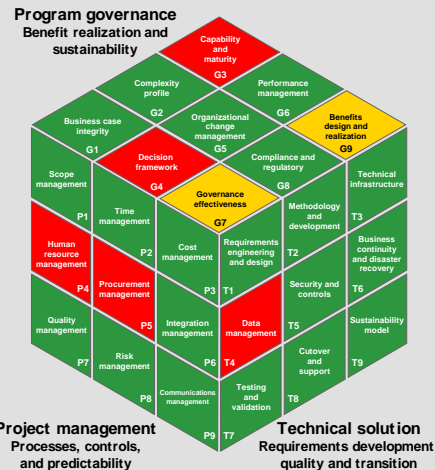 Program governance
Benefit realization and
sustainability
Capability
and
maturity
G3
Complexity
profile
G2
Performance
management
G6
Business case
integrity
G1
Organizational
change
management
G5
Benefits
design and
realization
G9
Decision
framework
G4
Compliance and
regulatory
G8
Governance
effectiveness
G7
Scope
management
P1
Time
management
P2
Cost
management
P3
Human
resource
management
P4
Procurement
management
P5
Integration
management
P6
Quality
management
P7
Risk
management
P8
Communications
management
P9
Requirements
engineering
and design
T1
Methodology
and
development
T2
Technical
infrastructure
T3
Data
management
T4
Security and
controls
T5
Business
continuity
and disaster
recovery
T6
Testing
and
validation
T7
Cutover
and
support
T8
Sustainability
model
T9
Project management
Processes, controls,
and predictability
Technical solution
Requirements development
quality and transition